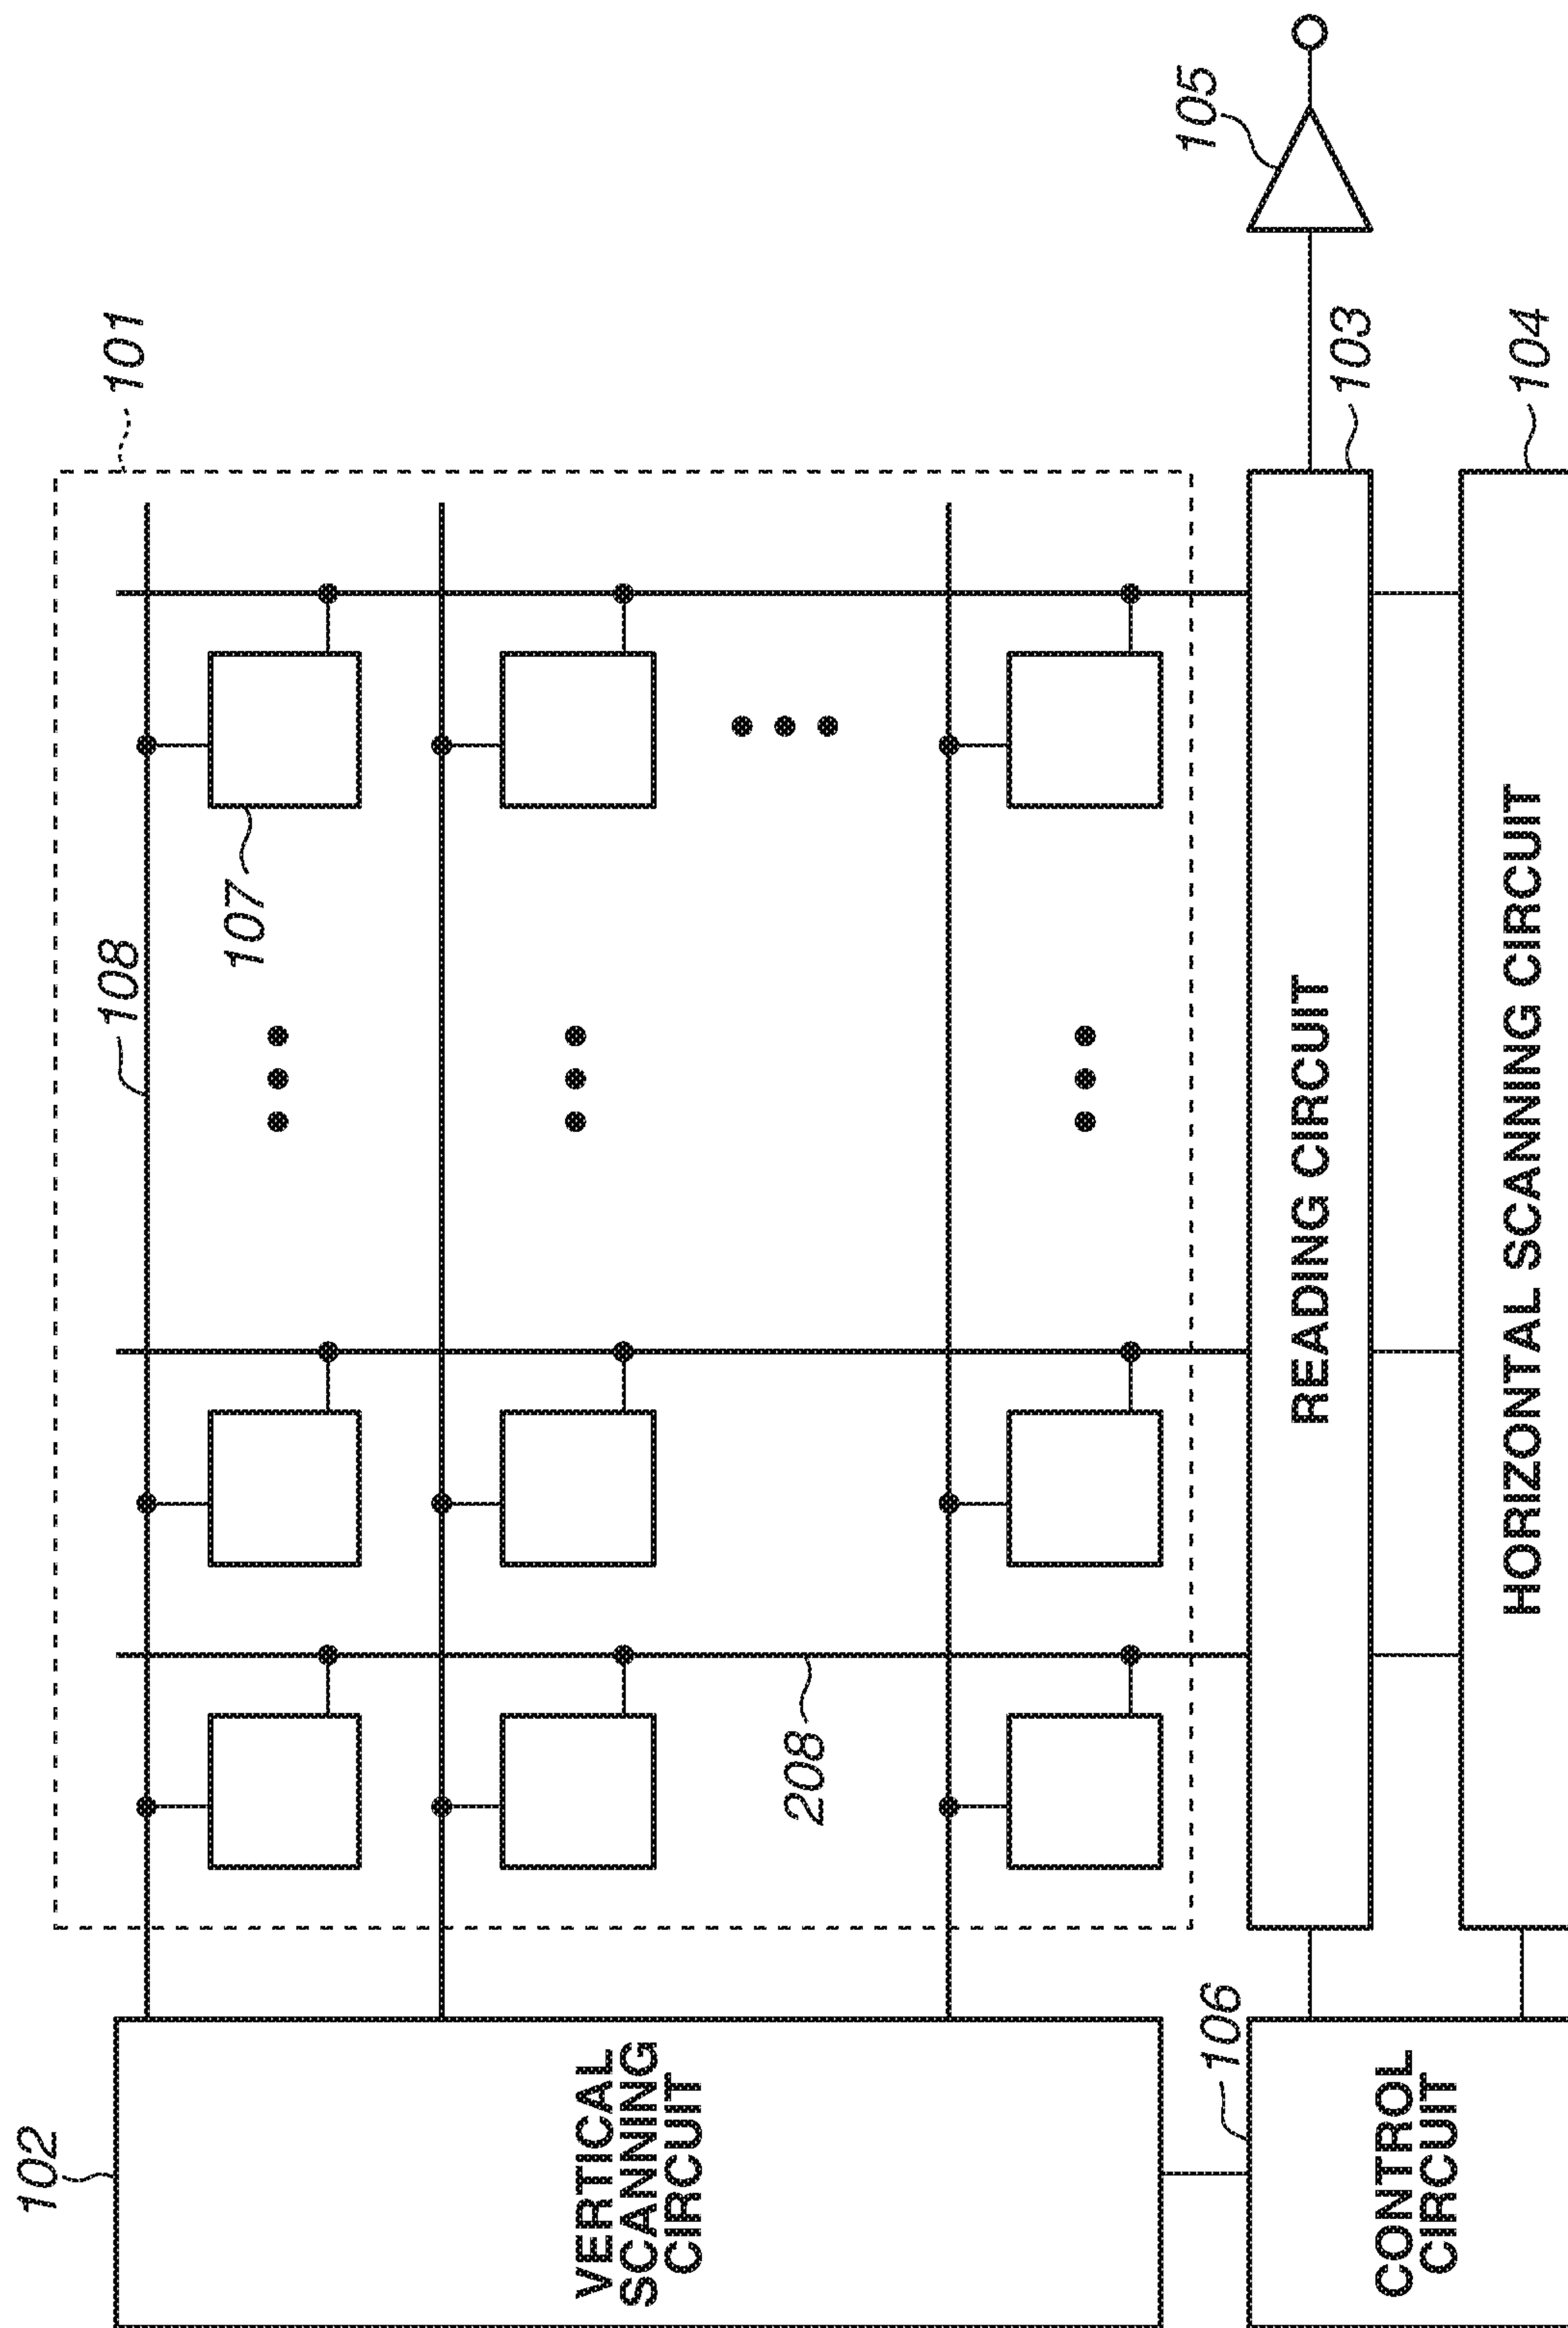 102
VERTICAL
SCANNING
CIRCUIT
106
CONTROL
CIRCUIT
101
108
107
208
READING CIRCUIT
103
HORIZONTAL SCANNING CIRCUIT
104
105